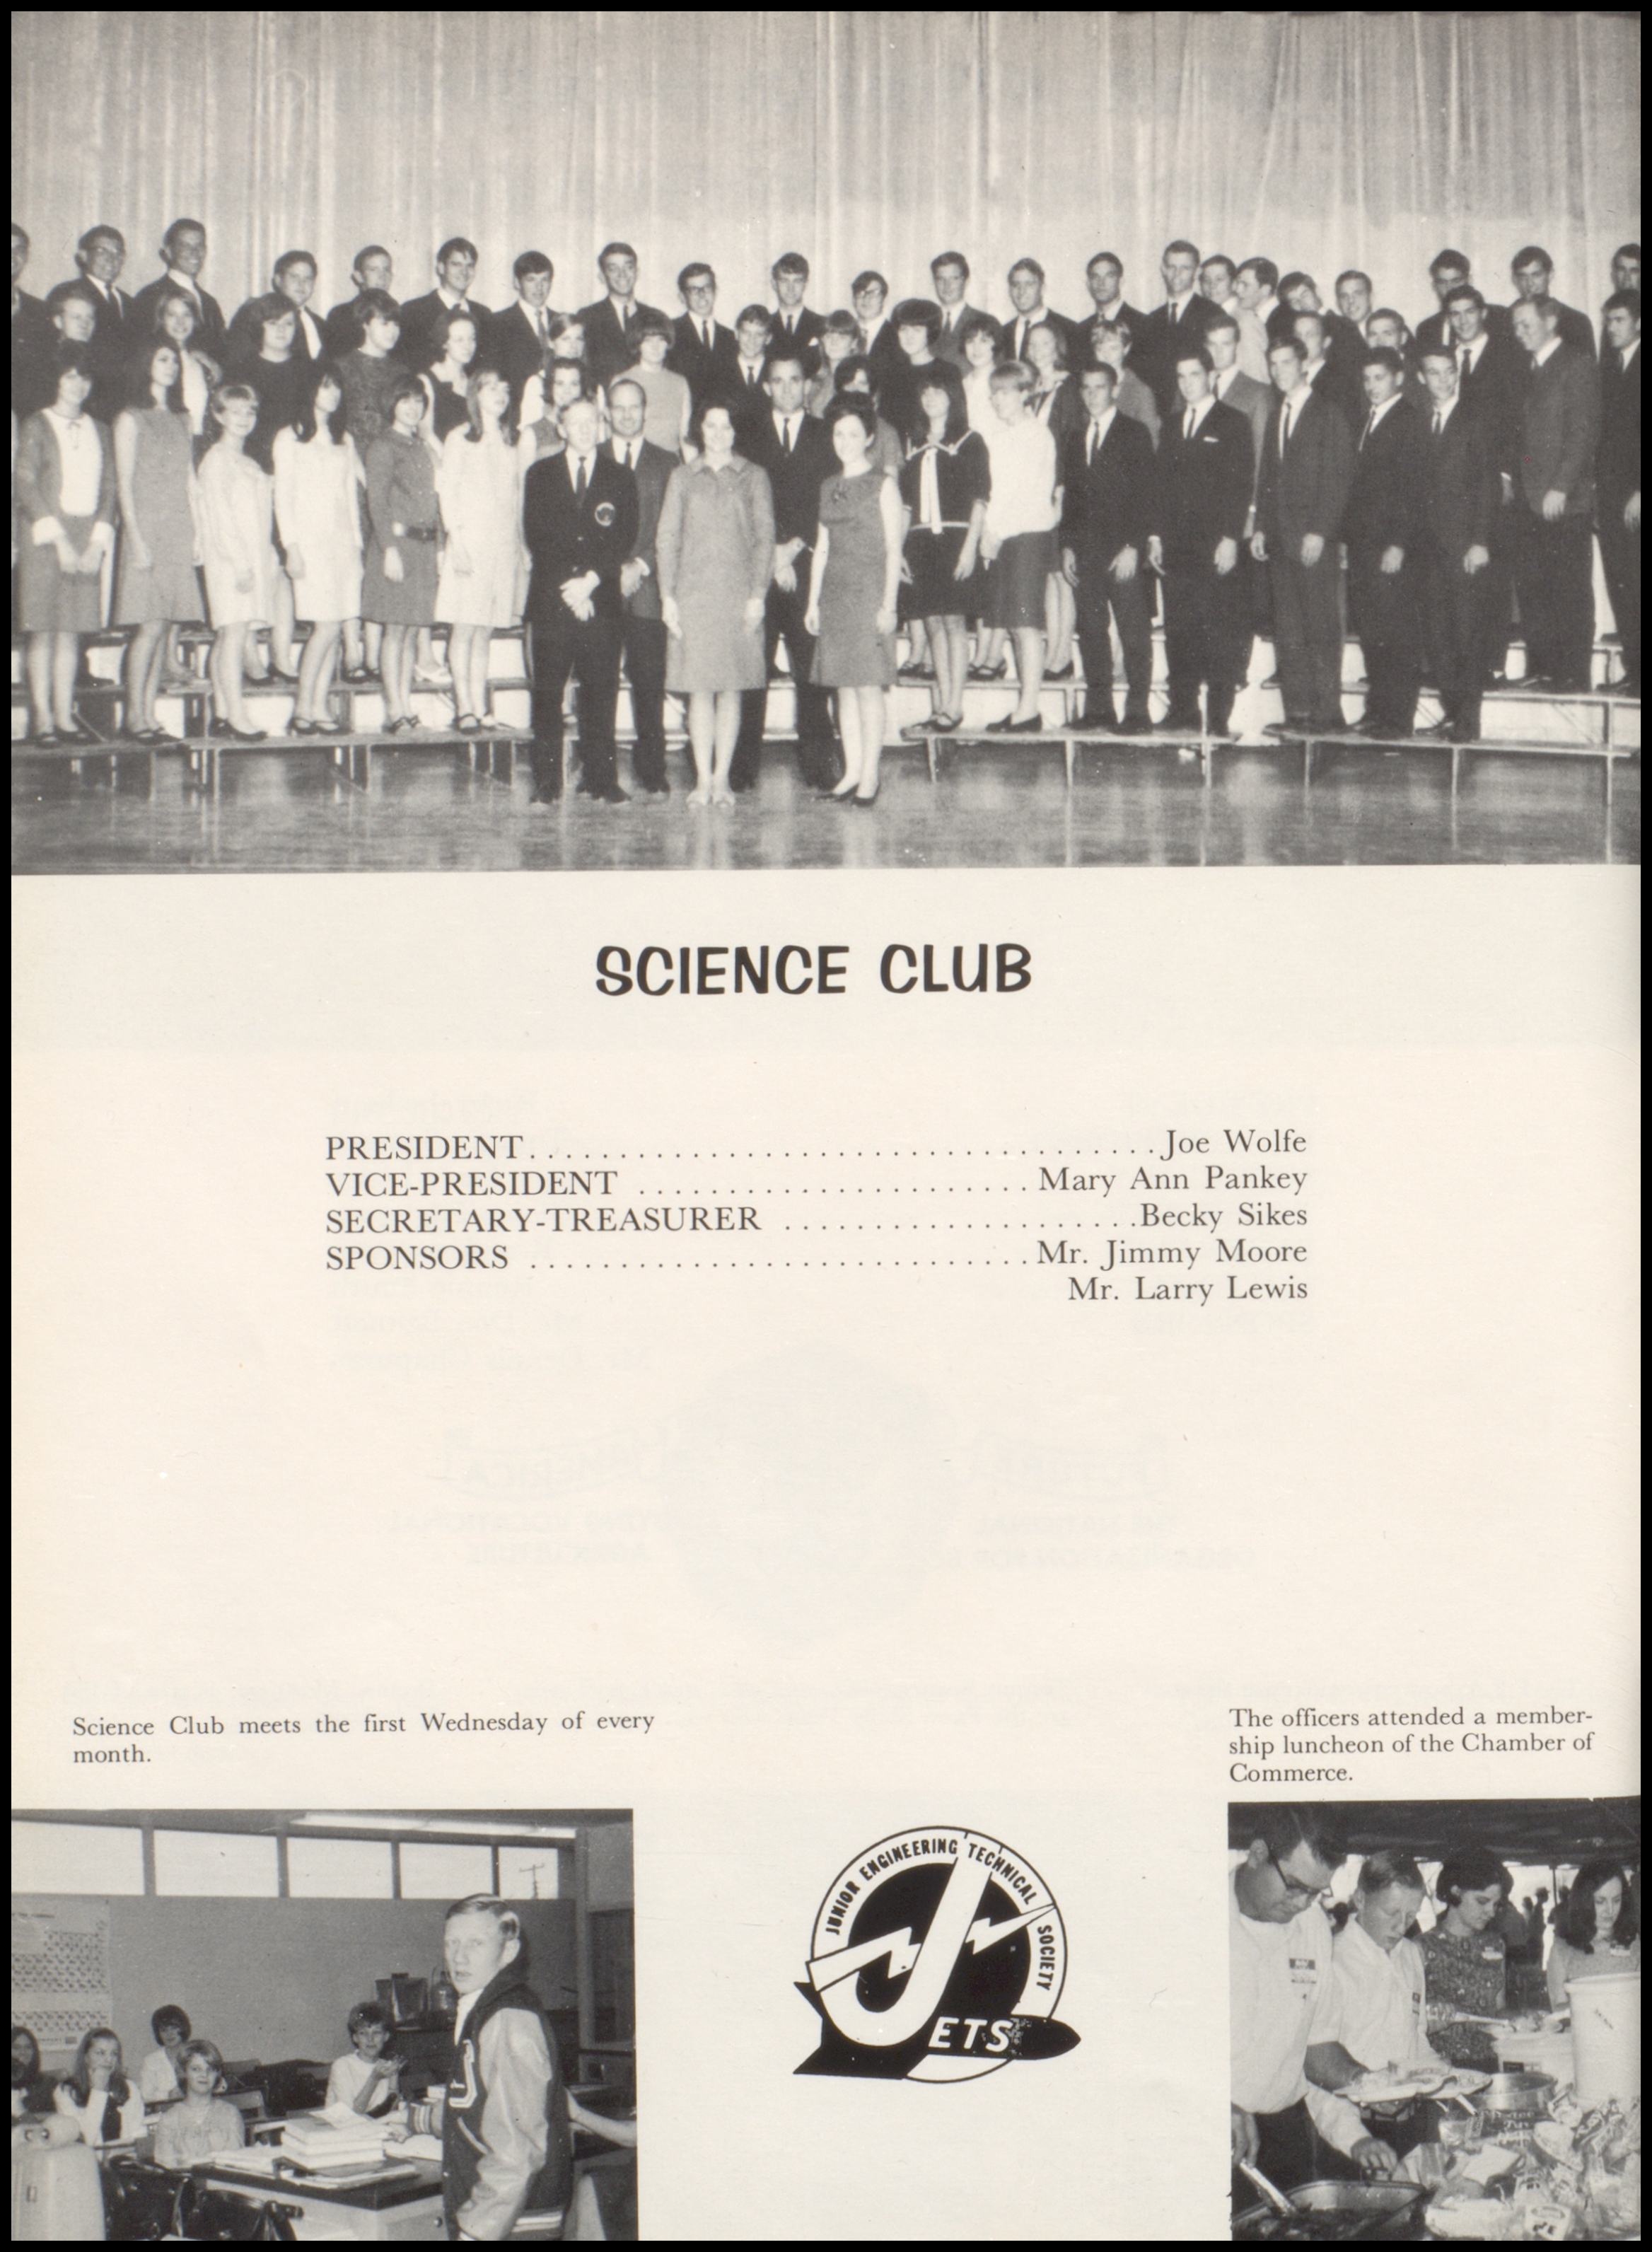 SCIENCE CLUB
PRESIDENT.....................................Joe Wolfe
VICE-PRESIDENT .......................Mary Ann Pankey
SECRETARY-TREASURER .....................Becky Sikes
SPONSORS ..............................Mr. Jimmy Moore
Mr. Larry Lewis
Science Club meets the first Wednesday of every
month.
The officers attended a member-
ship luncheon of the Chamber of
Commerce.
JUNIOR ENGINEERING TECHNICAL SOCIETY
JETS